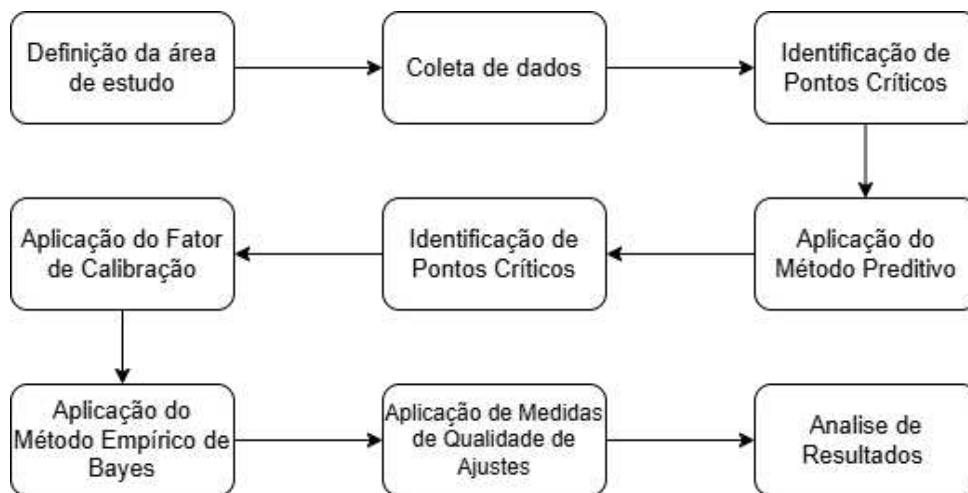 Definição da área
de estudo
Coleta de dados
Identificação de
Pontos Críticos
Aplicação do
Método Preditivo
Identificação de
Pontos Críticos
Aplicação do Fator
de Calibração
Aplicação do
Método Empírico de
Bayes
Aplicação de Medidas
de Qualidade de
Ajustes
Analise de
Resultados